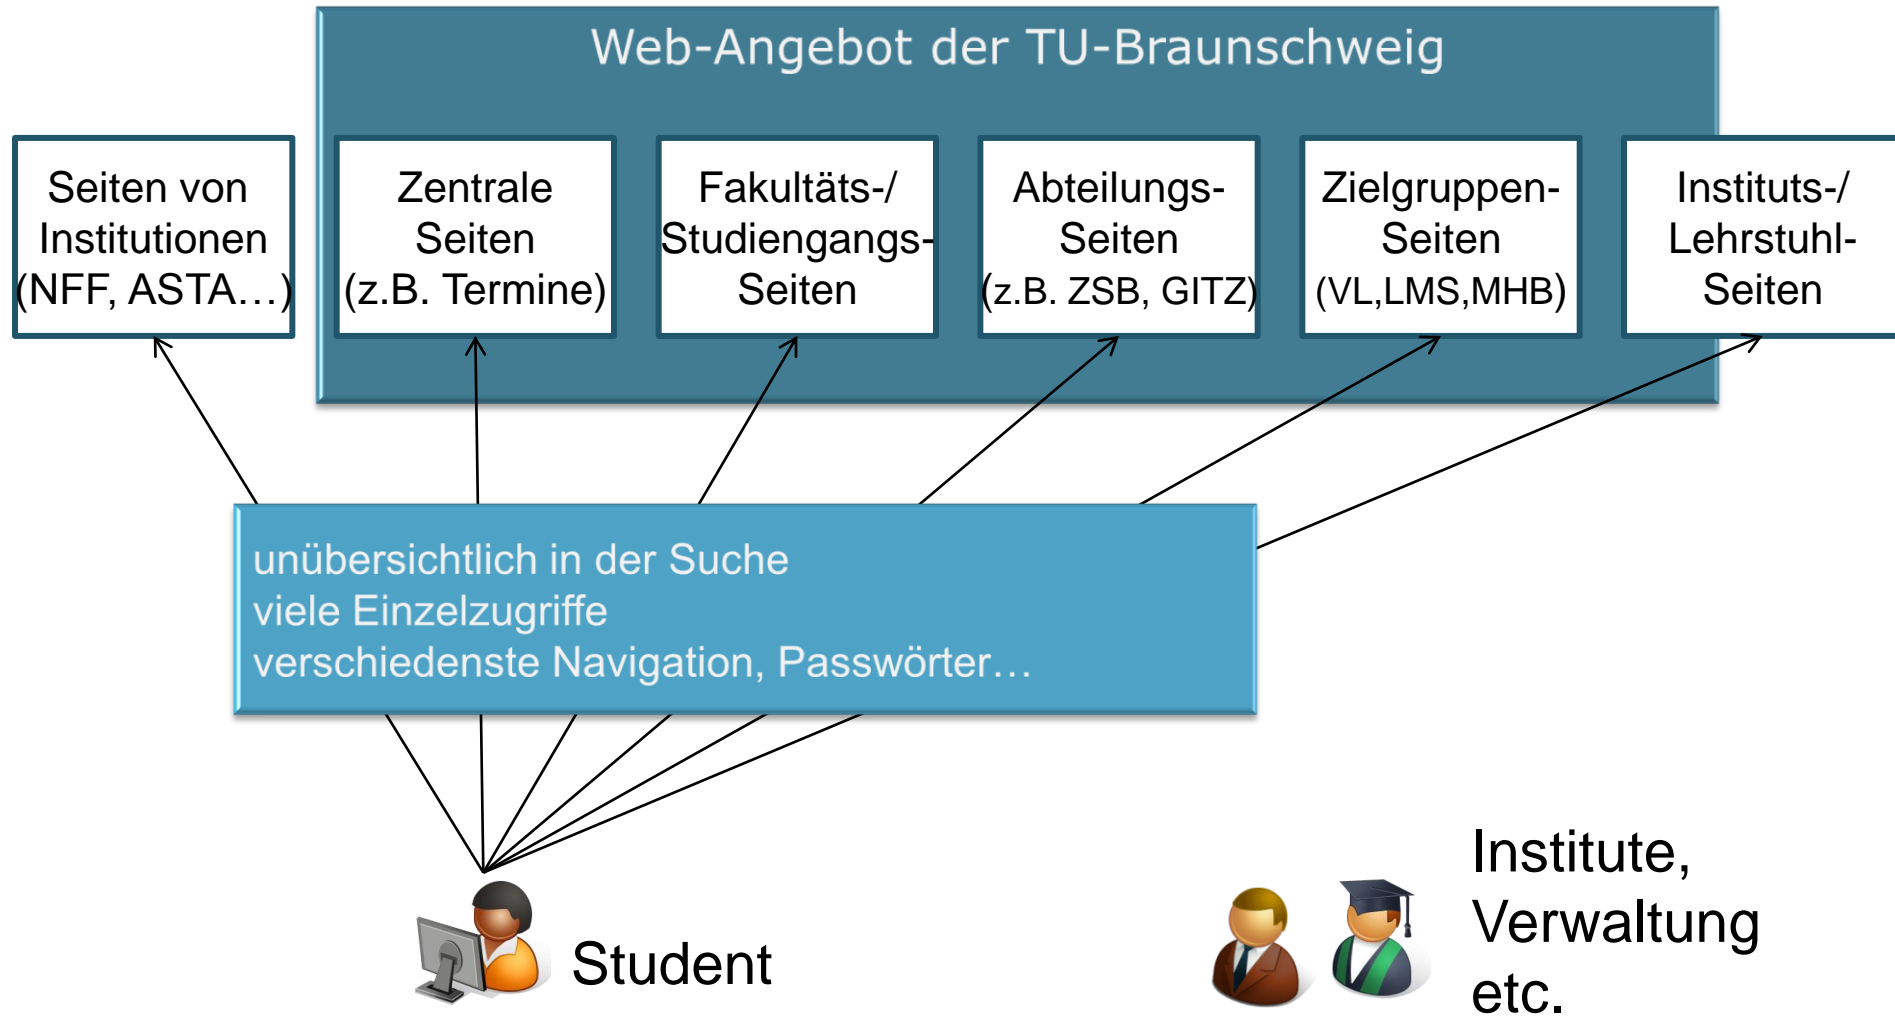 Web-Angebot der TU-Braunschweig
Seiten von
Institutionen
(NFF, ASTA…)
Zentrale
Seiten
(z.B. Termine)
Fakultäts-/
Studiengangs-
Seiten
Abteilungs-
Seiten
(z.B. ZSB, GITZ)
Zielgruppen-
Seiten
(VL,LMS,MHB)
Instituts-/
Lehrstuhl-
Seiten
unübersichtlich in der Suche
viele Einzelzugriffe
verschiedenste Navigation, Passwörter…
Student
Institute,
Verwaltung
etc.